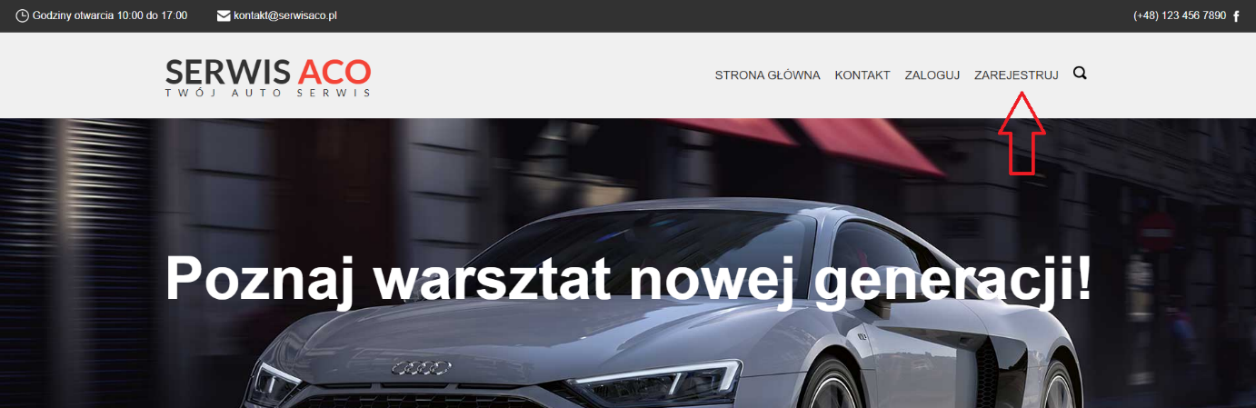 Godziny otwarcia 10:00 do 17:00 kontakt@serwisaco.pl (+48) 123 456 7890 f
SERWIS ACO
TWÓJ AUTO SERWIS
STRONA GŁÓWNA KONTAKT ZALOGUJ ZAREJESTRUJ
Poznaj warsztat nowej generacji!